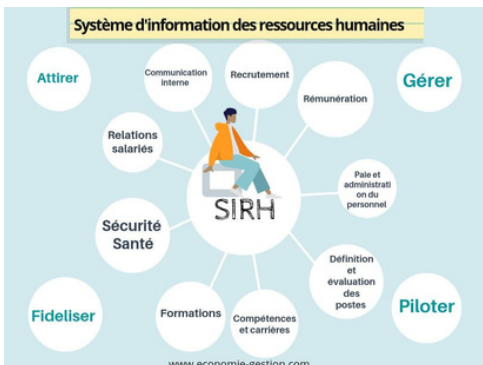 Système d'information des ressources humaines
Attirer
Communication
interne
Recrutement
Gérer
Rémunération
Relations
salariés
Paie et
administrati
on du
personnel
SIRH
Sécurité
Santé
Définition
et
évaluation
des
postes
Fideliser
Formations
Compétences
et carrières
Piloter
www.economie-gestion.com